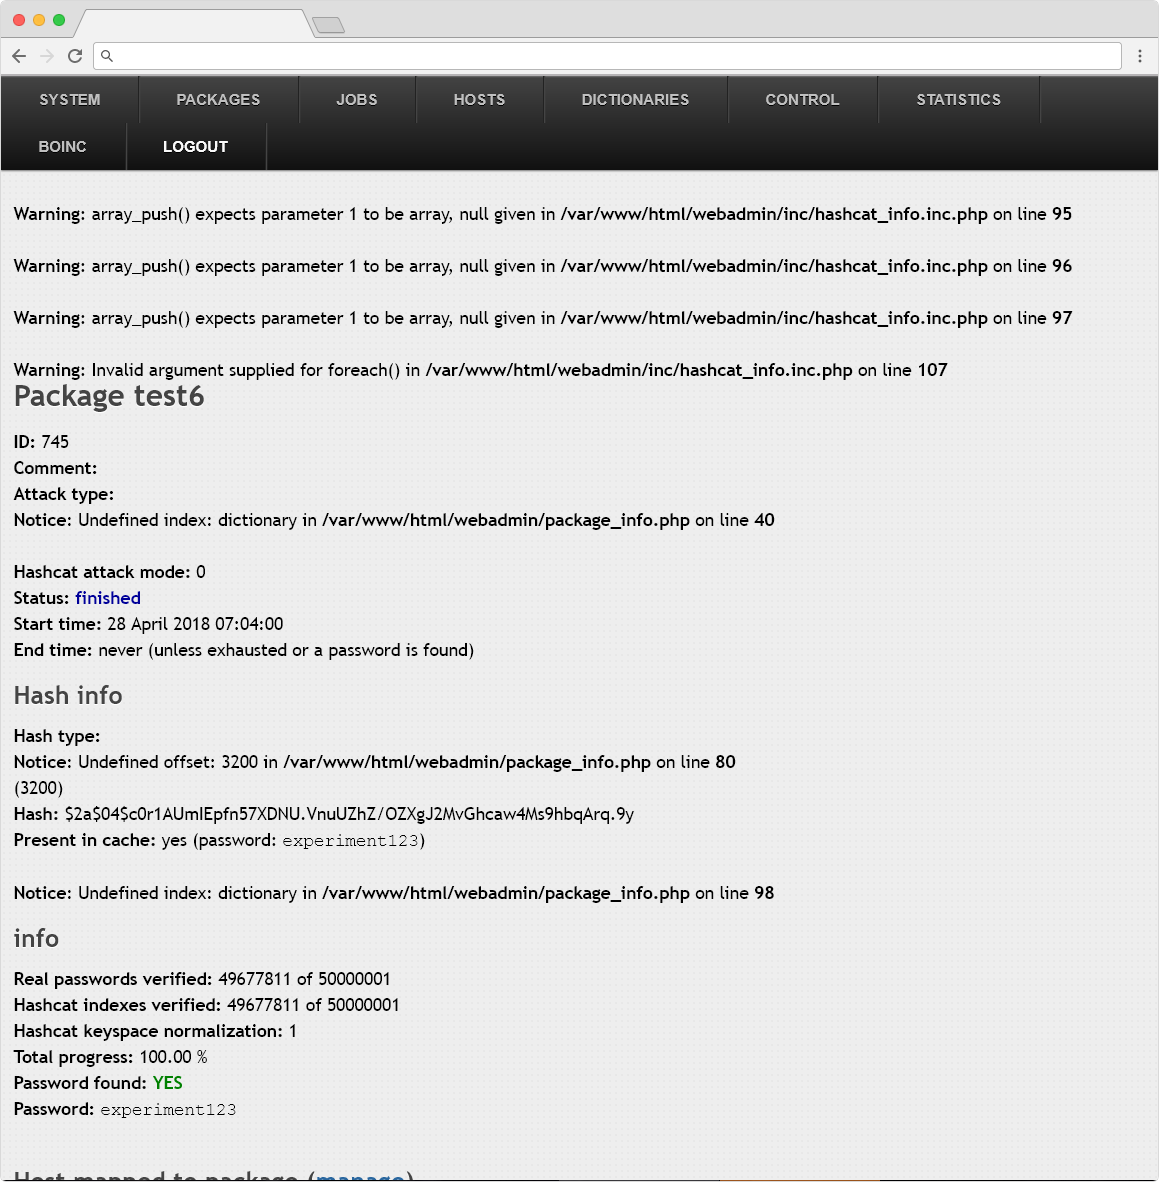 SYSTEM PACKAGES JOBS HOSTS DICTIONARIES CONTROL STATISTICS
BOINC LOGOUT
Warning: array_push() expects parameter 1 to be array, null given in /var/www/html/webadmin/inc/hashcat_info.inc.php on line 95
Warning: array_push() expects parameter 1 to be array, null given in /var/www/html/webadmin/inc/hashcat_info.inc.php on line 96
Warning: array_push() expects parameter 1 to be array, null given in /var/www/html/webadmin/inc/hashcat_info.inc.php on line 97
Warning: Invalid argument supplied for foreach() in /var/www/html/webadmin/inc/hashcat_info.inc.php on line 107
Package test6
ID: 745
Comment:
Attack type:
Notice: Undefined index: dictionary in /var/www/html/webadmin/package_info.php on line 40
Hashcat attack mode: 0
Status: finished
Start time: 28 April 2018 07:04:00
End time: never (unless exhausted or a password is found)
Hash info
Hash type:
Notice: Undefined offset: 3200 in /var/www/html/webadmin/package_info.php on line 80
(3200)
Hash: $2a$04$c0r1AUmIEpfn57XDNU.VnuUZhZ/OZXgJ2MvGhcaw4Ms9hbqArq.9y
Present in cache: yes (password: experiment123)
Notice: Undefined index: dictionary in /var/www/html/webadmin/package_info.php on line 98
info
Real passwords verified: 49677811 of 50000001
Hashcat indexes verified: 49677811 of 50000001
Hashcat keyspace normalization: 1
Total progress: 100.00 %
Password found: YES
Password: experiment123
Host mapped to package (manage)